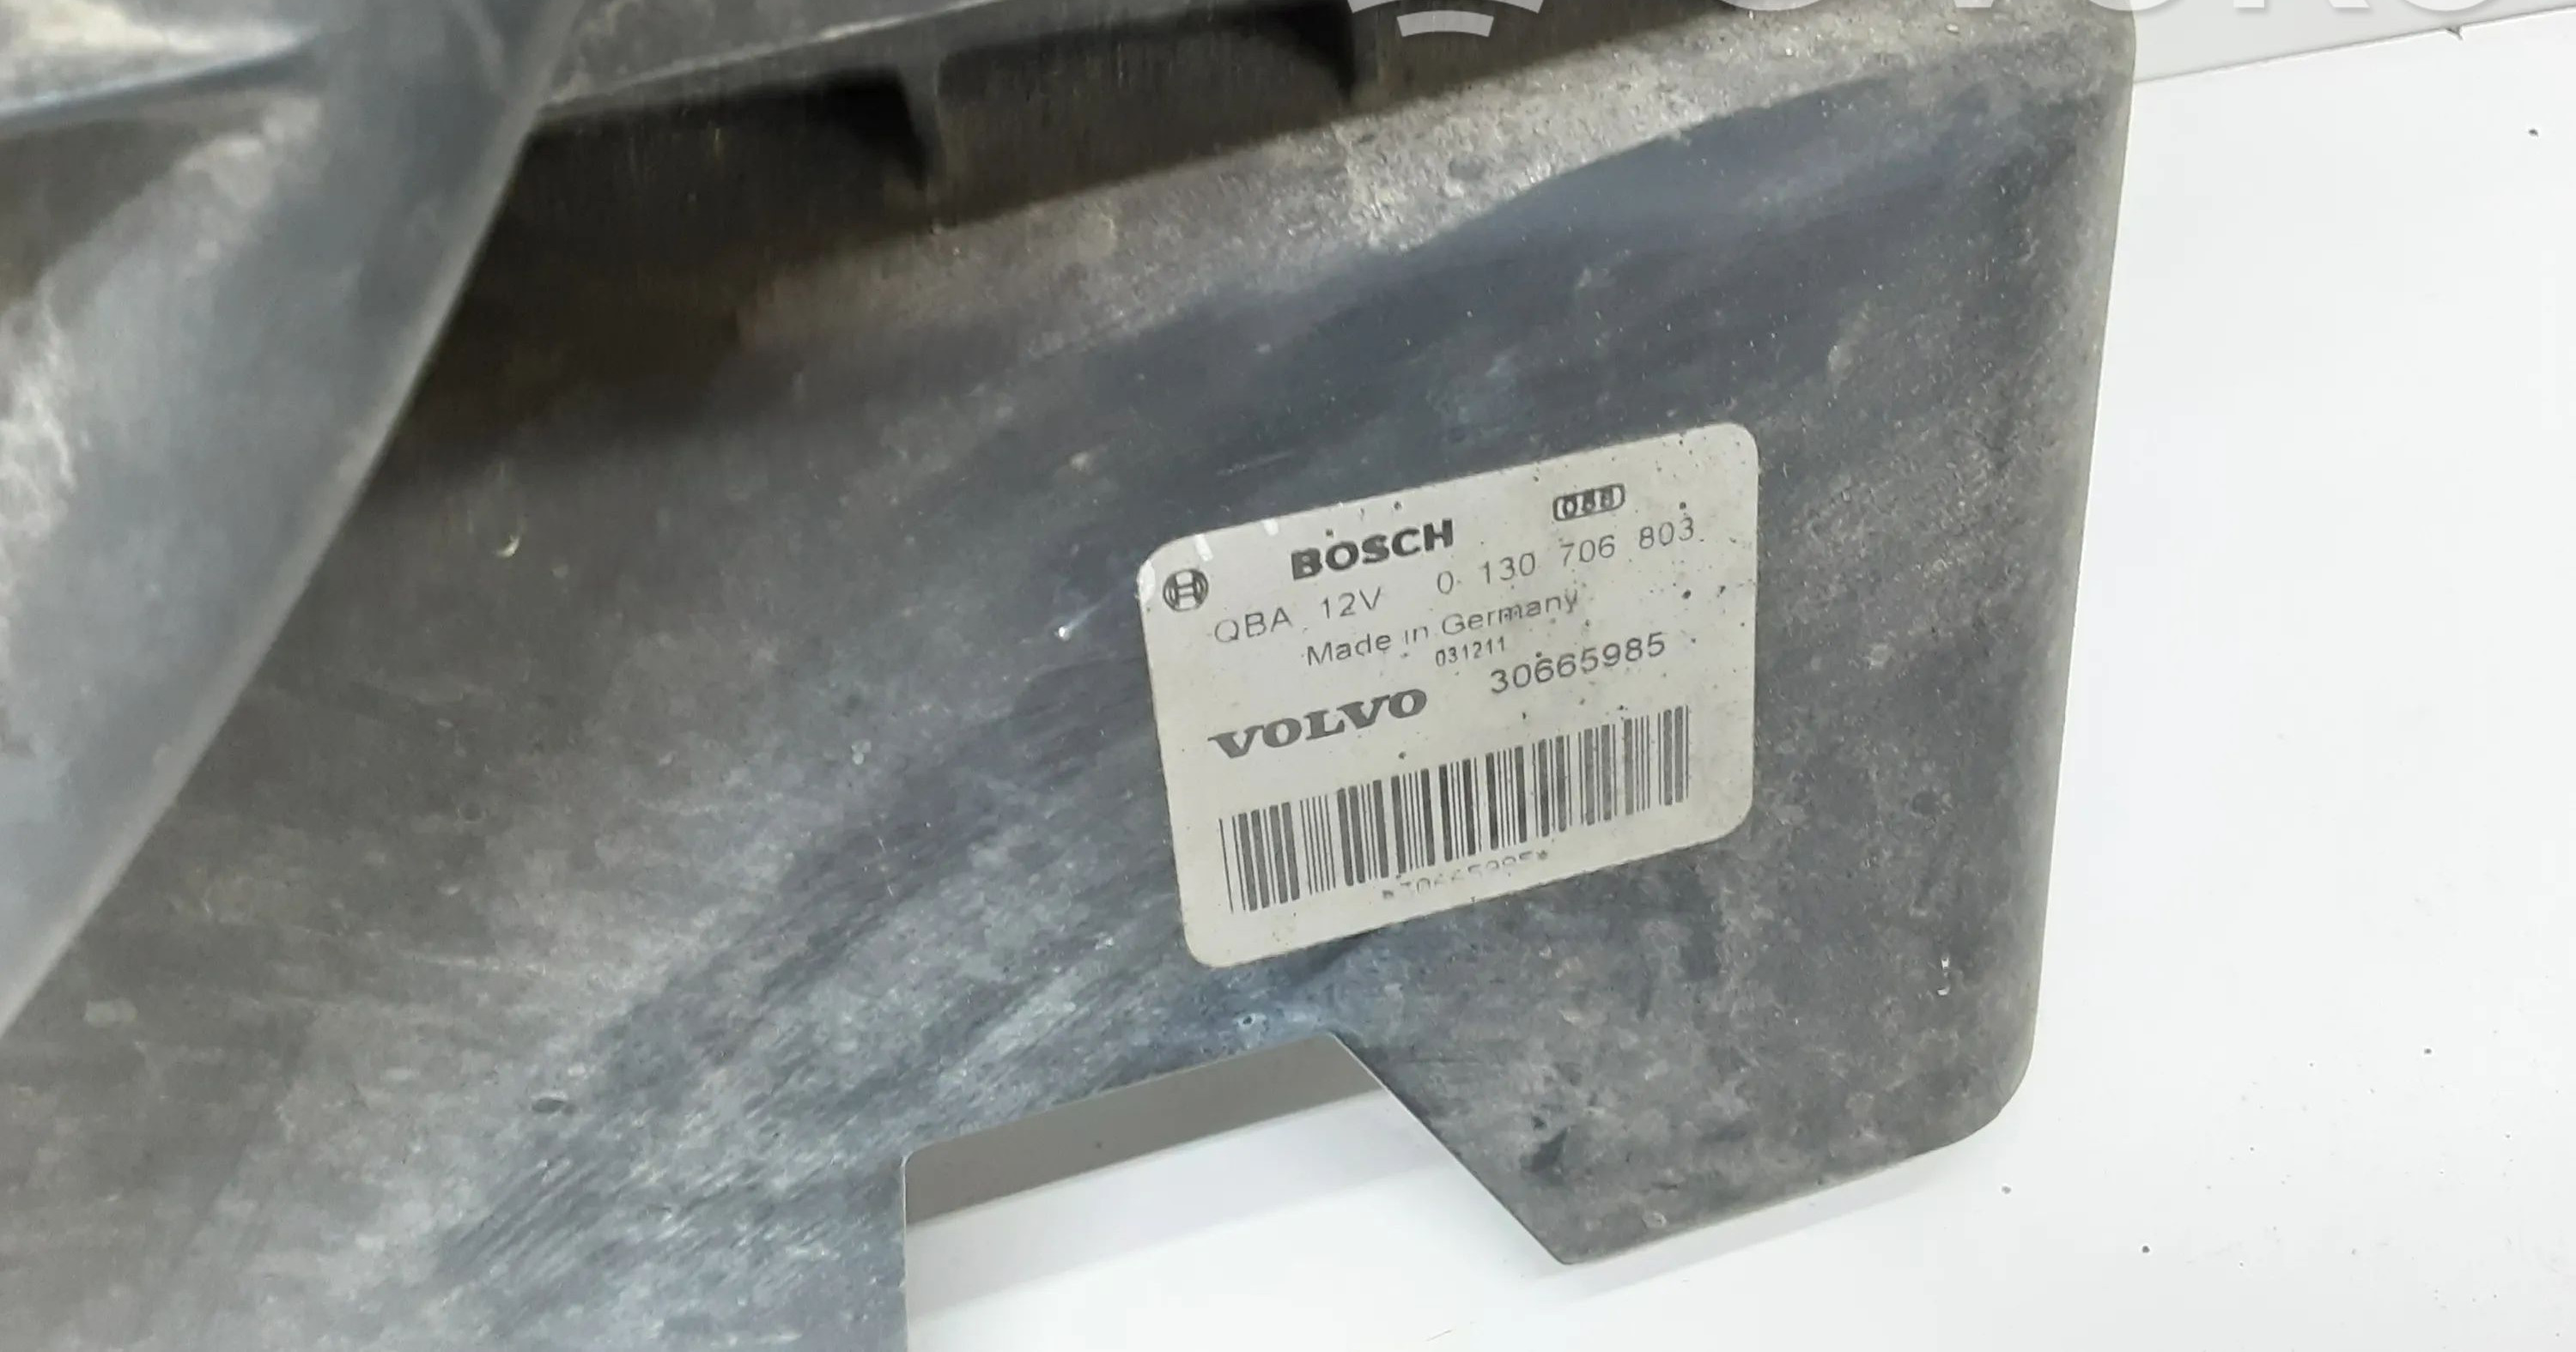 BOSCH
QBA 12V 0 130 706 803
Made in Germany
031211
VOLVO 30665985